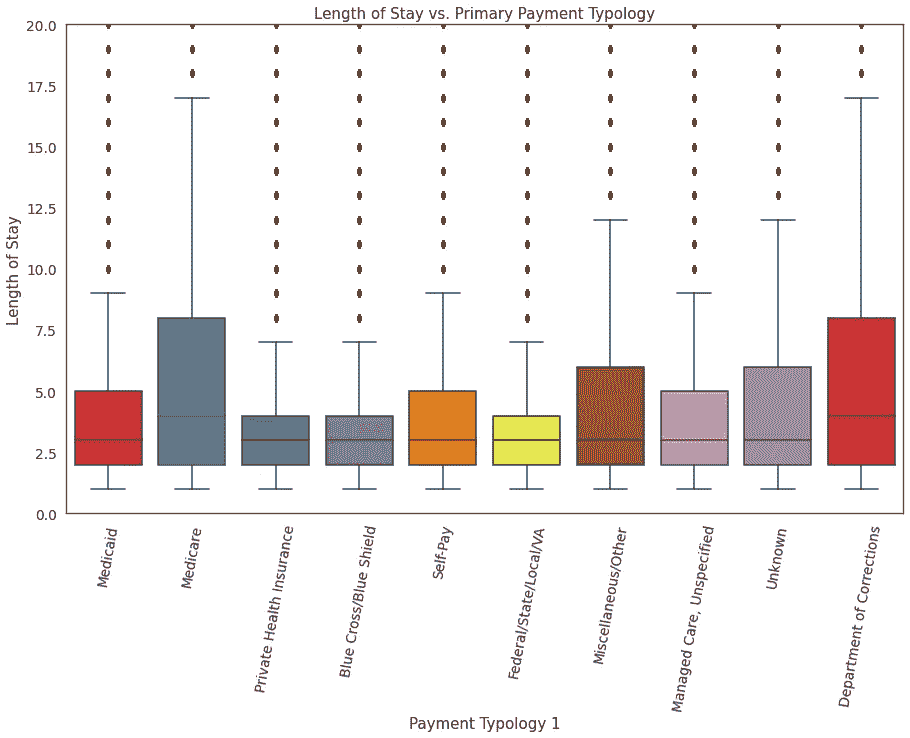 Length of Stay vs. Primary Payment Typology
20.0
17.5
15.0
12.5
10.0
7.5
5.0
2.5
0.0
Length of Stay
Medicaid
Medicare
Private Health Insurance
Blue Cross/Blue Shield
Self-Pay
Federal/State/Local/VA
Miscellaneous/Other
Managed Care, Unspecified
Unknown
Department of Corrections
Payment Typology 1